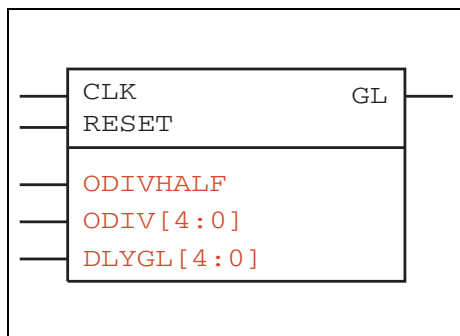 CLK GL
RESET
ODIVHALF
ODIV[4:0]
DLYGL[4:0]